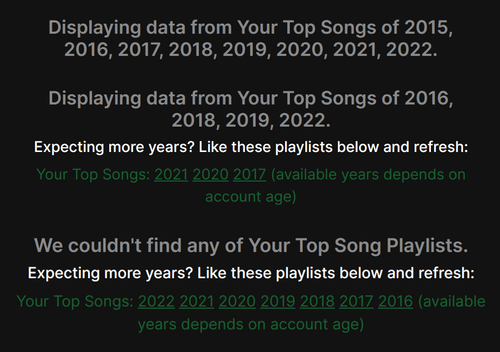 Displaying data from Your Top Songs of 2015,
2016, 2017, 2018, 2019, 2020, 2021, 2022.
Displaying data from Your Top Songs of 2016,
2018, 2019, 2022.
Expecting more years? Like these playlists below and refresh:
Your Top Songs: 2021 2020 2017 (available years depends on
account age)
We couldn't find any of Your Top Song Playlists.
Expecting more years? Like these playlists below and refresh:
Your Top Songs: 2022 2021 2020 2019 2018 2017 2016 (available
years depends on account age)